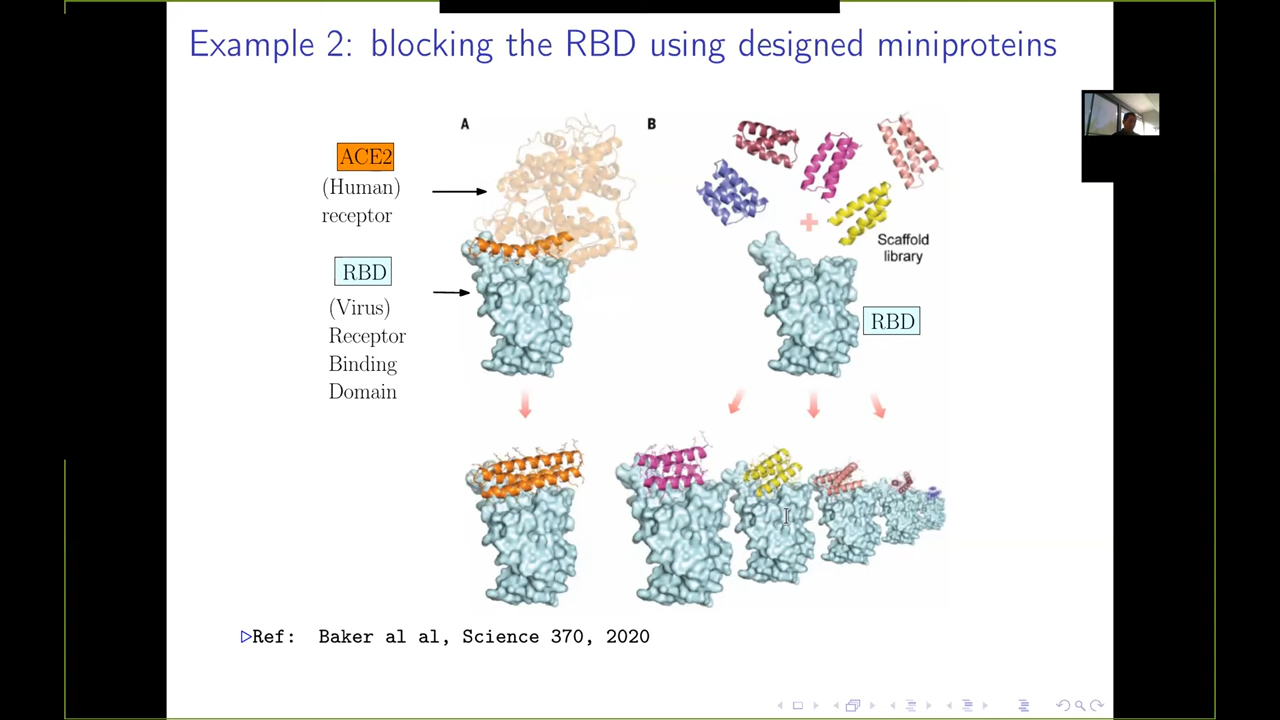 Example 2: blocking the RBD using designed miniproteins
A
B
ACE2
(Human)
receptor
RBD
(Virus)
Receptor
Binding
Domain
Scaffold
library
RBD
▷Ref: Baker al al, Science 370, 2020